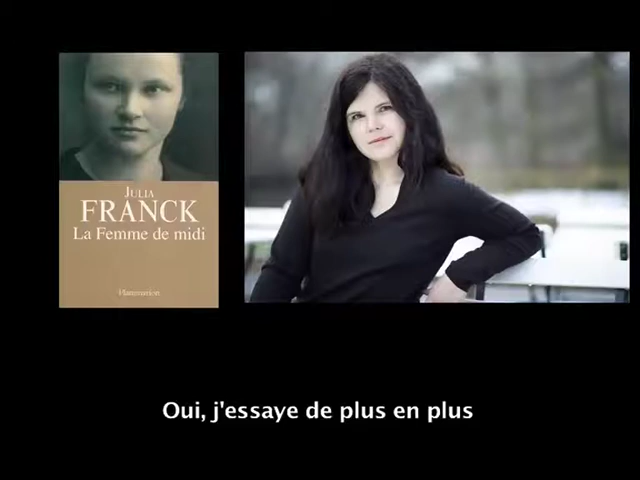 JULIA
FRANCK
La Femme de midi
Flammarion
Oui, j'essaye de plus en plus